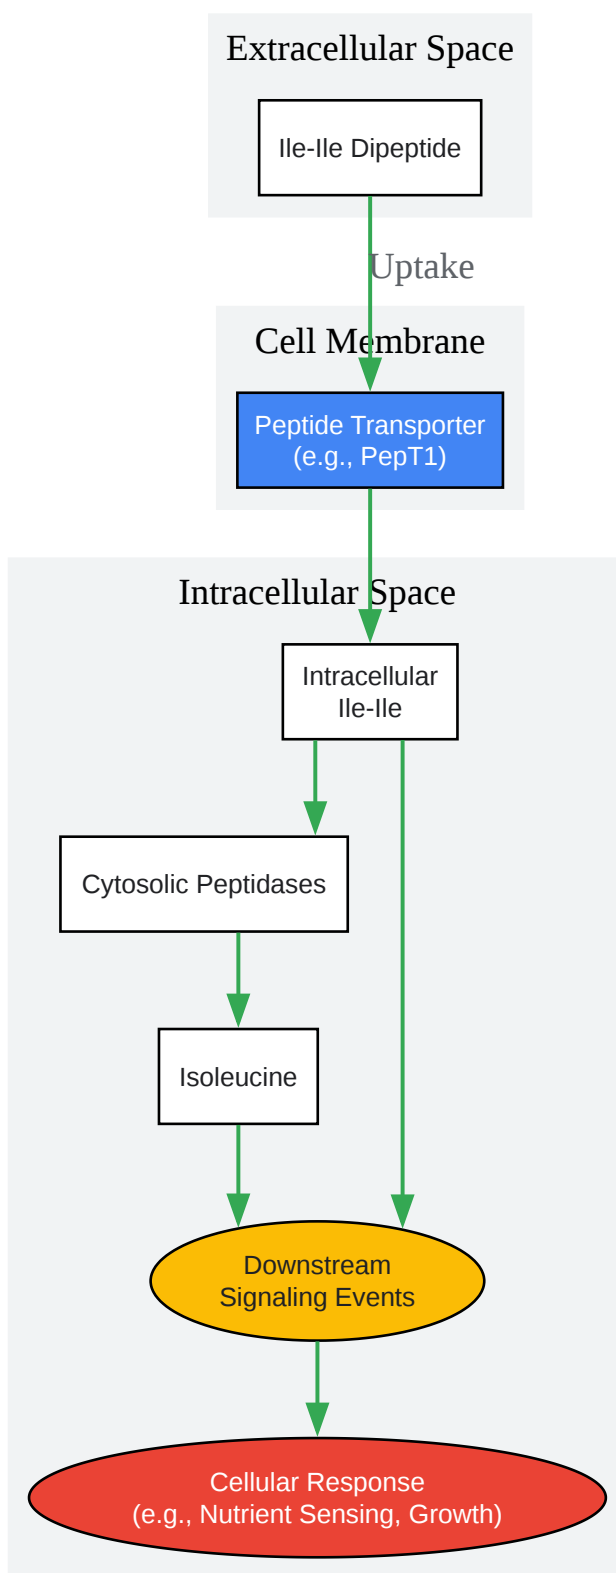 Extracellular Space
Ile-Ile Dipeptide
Uptake
Cell Membrane
Peptide Transporter
(e.g., PepT1)
Intracellular Space
Intracellular
Ile-Ile
Cytosolic Peptidases
Isoleucine
Downstream
Signaling Events
Cellular Response
(e.g., Nutrient Sensing, Growth)